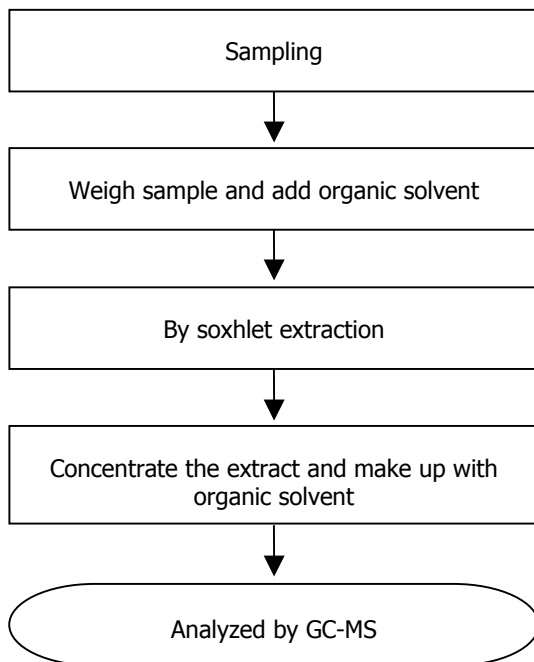 Sampling
Weigh sample and add organic solvent
By soxhlet extraction
Concentrate the extract and make up with
organic solvent
Analyzed by GC-MS